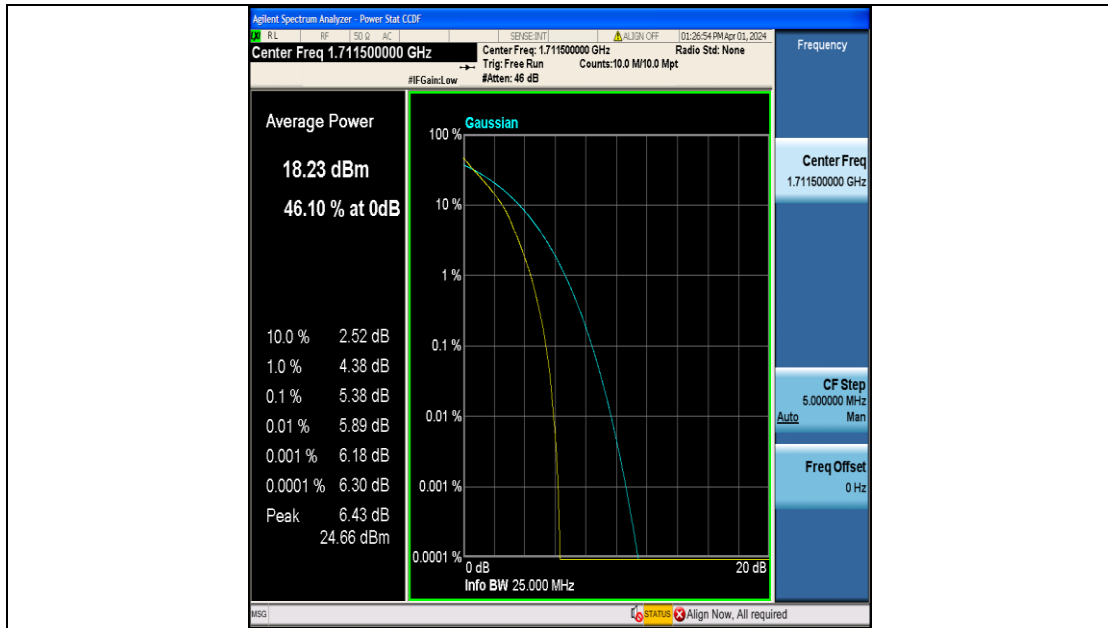 Agilent Spectrum Analyzer - Power Stat CCDF
RL RF 50 Ω AC SENSE:INT ALIGN OFF 01:26:54 PM Apr 01, 2024
Center Freq 1.711500000 GHz
Center Freq: 1.711500000 GHz Radio Std: None
Trig: Free Run Counts:10.0 M/10.0 Mpt
#IFGain:Low #Atten: 46 dB
Frequency
Average Power
18.23 dBm
46.10 % at 0dB
10.0 % 2.52 dB
1.0 % 4.38 dB
0.1 % 5.38 dB
0.01 % 5.89 dB
0.001 % 6.18 dB
0.0001 % 6.30 dB
Peak 6.43 dB
24.66 dBm
Gaussian
100 %
10 %
1 %
0.1 %
0.01 %
0.001 %
0.0001 %
0 dB 20 dB
Info BW 25.000 MHz
Center Freq
1.711500000 GHz
CF Step
5.000000 MHz
Auto Man
Freq Offset
0 Hz
MSG STATUS Align Now, All required